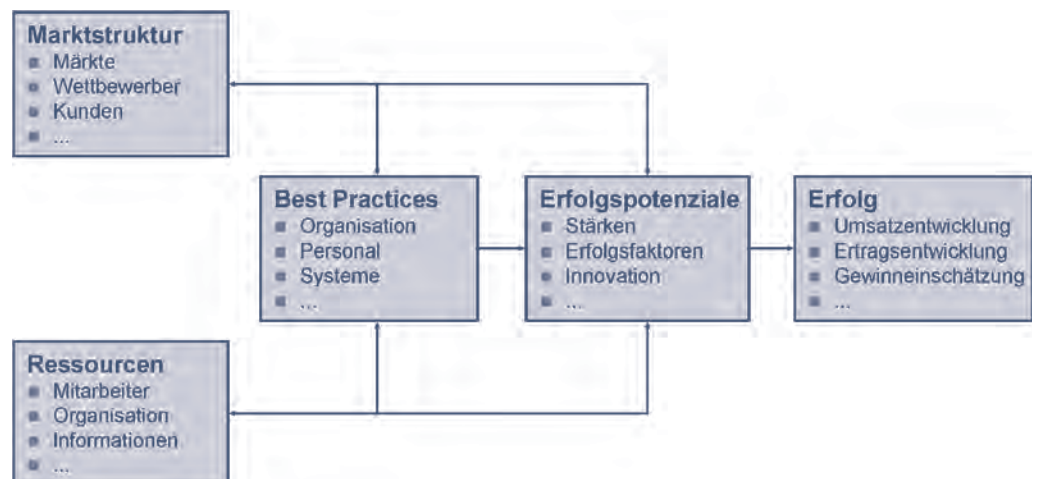 Marktstruktur
Märkte
Wettbewerber
Kunden
...
Best Practices
Organisation
Personal
Systeme
...
Erfolgspotenziale
Stärken
Erfolgsfaktoren
Innovation
...
Erfolg
Umsatzentwicklung
Ertragsentwicklung
Gewinneinschätzung
...
Ressourcen
Mitarbeiter
Organisation
Informationen
...